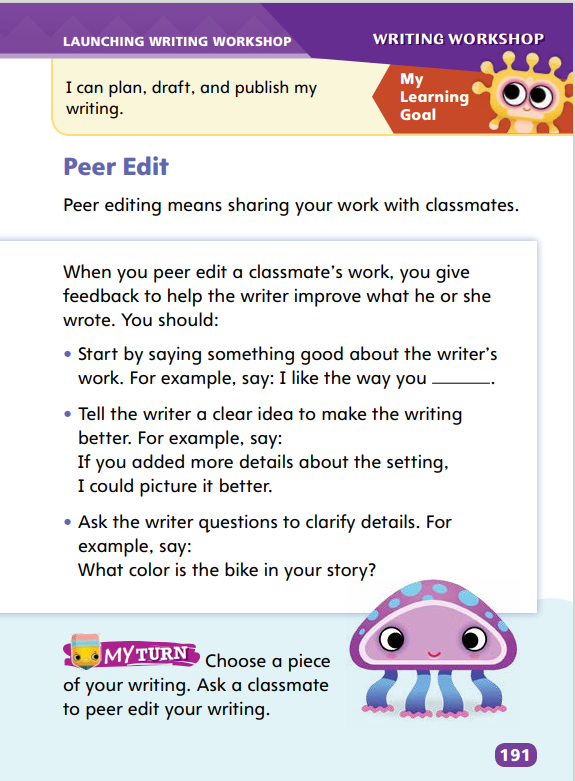 LAUNCHING WRITING WORKSHOP
WRITING WORKSHOP
I can plan, draft, and publish my
writing.
My
Learning
Goal
Peer Edit
Peer editing means sharing your work with classmates.
When you peer edit a classmate's work, you give
feedback to help the writer improve what he or she
wrote. You should:
• Start by saying something good about the writer's
work. For example, say: I like the way you ______.
• Tell the writer a clear idea to make the writing
better. For example, say:
If you added more details about the setting,
I could picture it better.
• Ask the writer questions to clarify details. For
example, say:
What color is the bike in your story?
MY TURN Choose a piece
of your writing. Ask a classmate
to peer edit your writing.
191